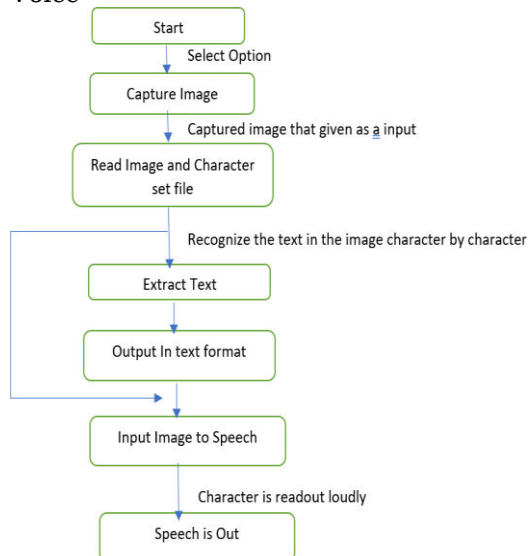 Start
Select Option
Capture Image
Captured image that given as a input
Read Image and Character
set file
Recognize the text in the image character by character
Extract Text
Output In text format
Input Image to Speech
Character is readout loudly
Speech is Out